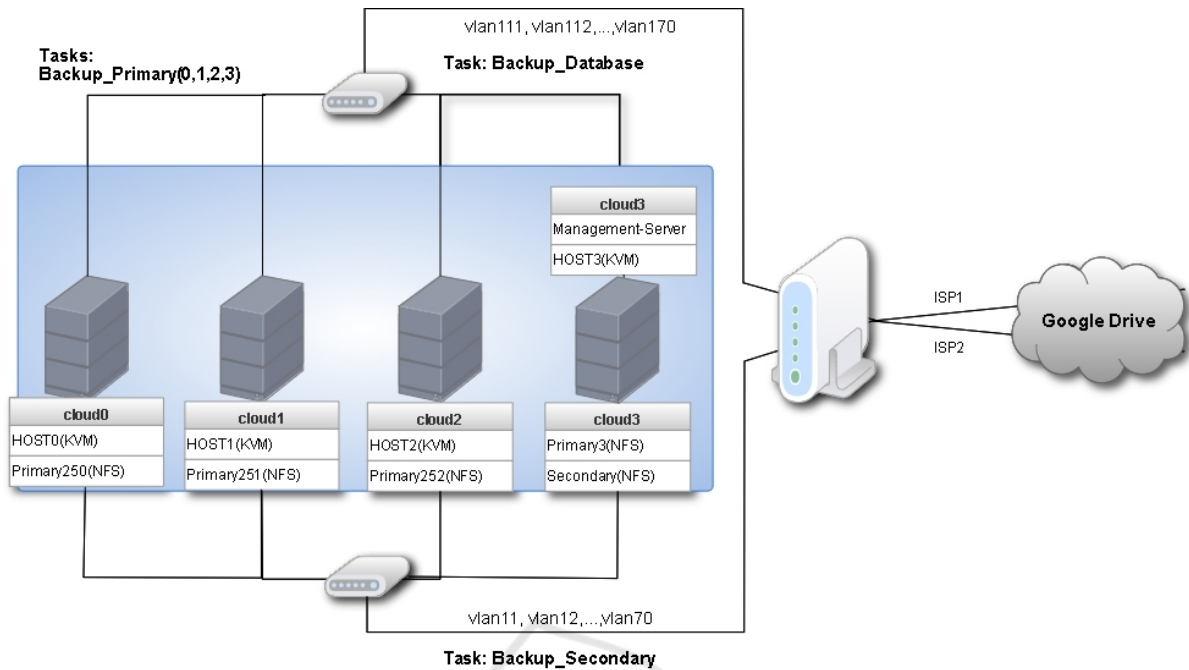 vlan111, vlan112,...,vlan170
Tasks:
Backup_Primary(0,1,2,3)
Task: Backup_Database
cloud3
Management-Server
HOST3(KVM)
ISP1
ISP2
Google Drive
cloud0
HOST0(KVM)
Primary250(NFS)
cloud1
HOST1(KVM)
Primary251(NFS)
cloud2
HOST2(KVM)
Primary252(NFS)
cloud3
Primary3(NFS)
Secondary(NFS)
vlan11, vlan12,...,vlan70
Task: Backup_Secondary